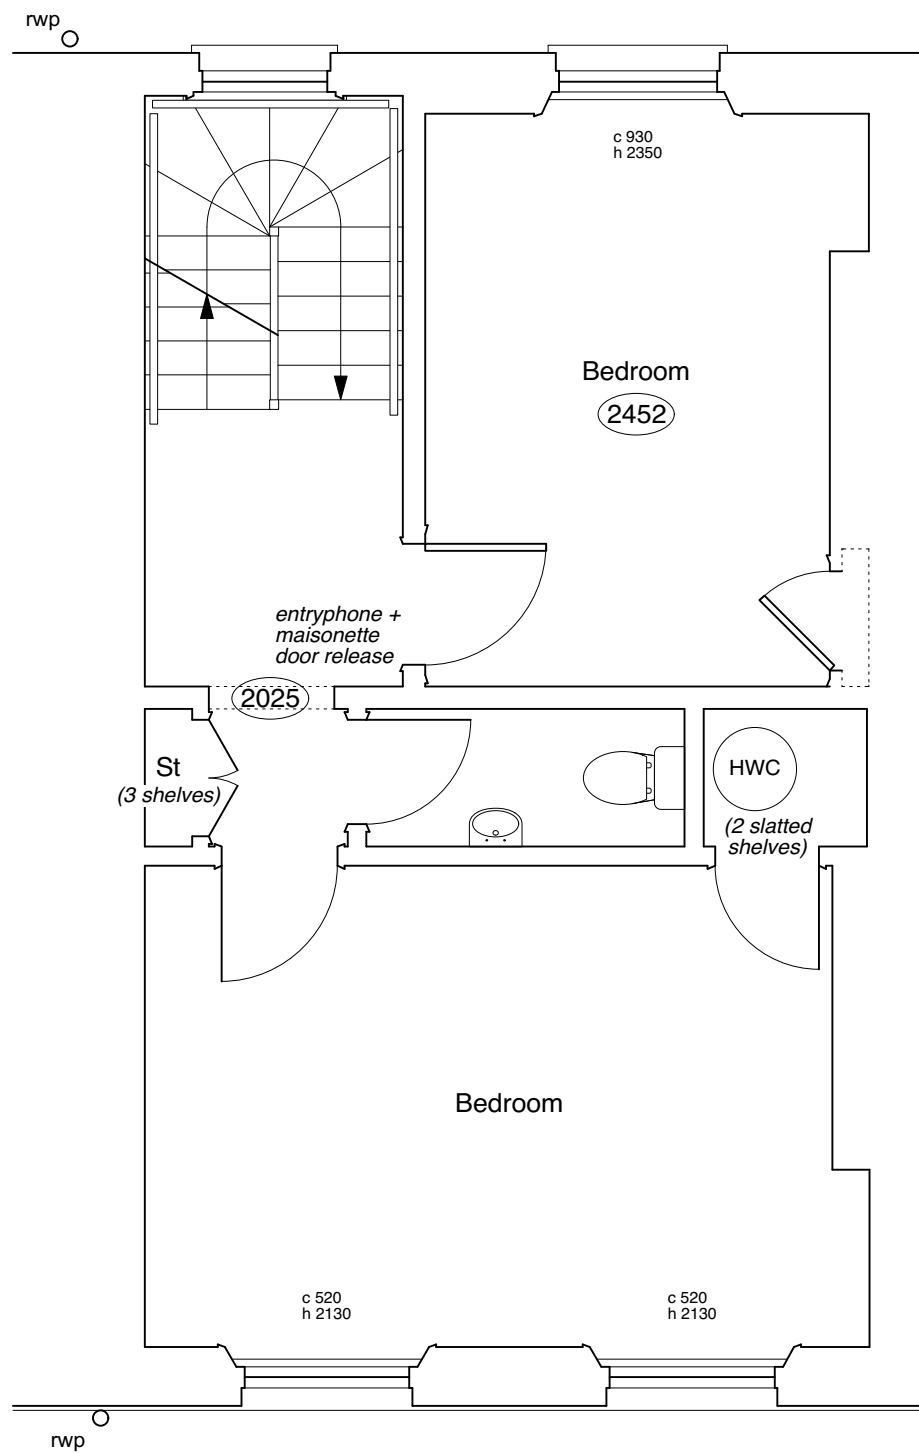 rwp
c 930
h 2350
Bedroom
2452
entryphone +
maisonette
door release
2025
St
(3 shelves)
HWC
(2 slatted
shelves)
Bedroom
c 520
h 2130
c 520
h 2130
rwp